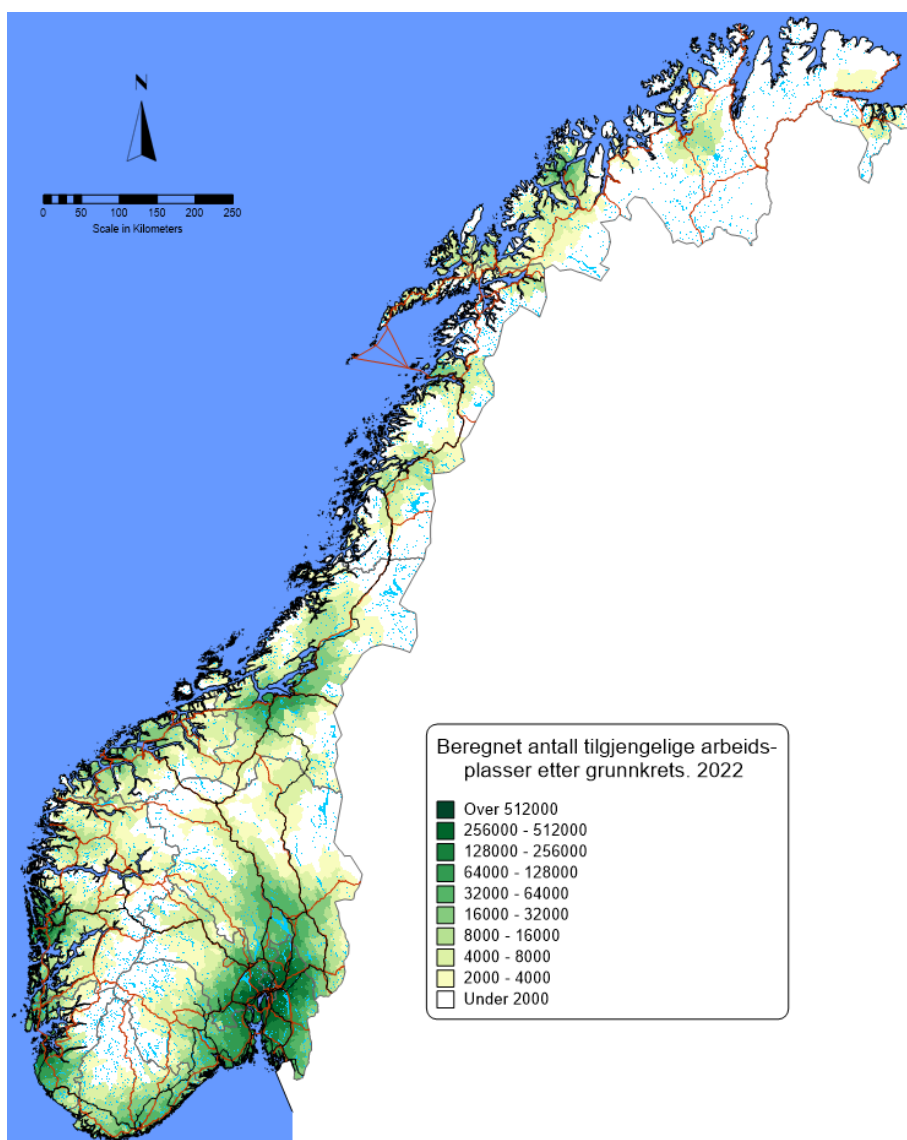 N
0 50 100 150 200 250
Scale in Kilometers
Beregnet antall tilgjengelige arbeids-
plasser etter grunnkrets. 2022
Over 512000
256000 - 512000
128000 - 256000
64000 - 128000
32000 - 64000
16000 - 32000
8000 - 16000
4000 - 8000
2000 - 4000
Under 2000